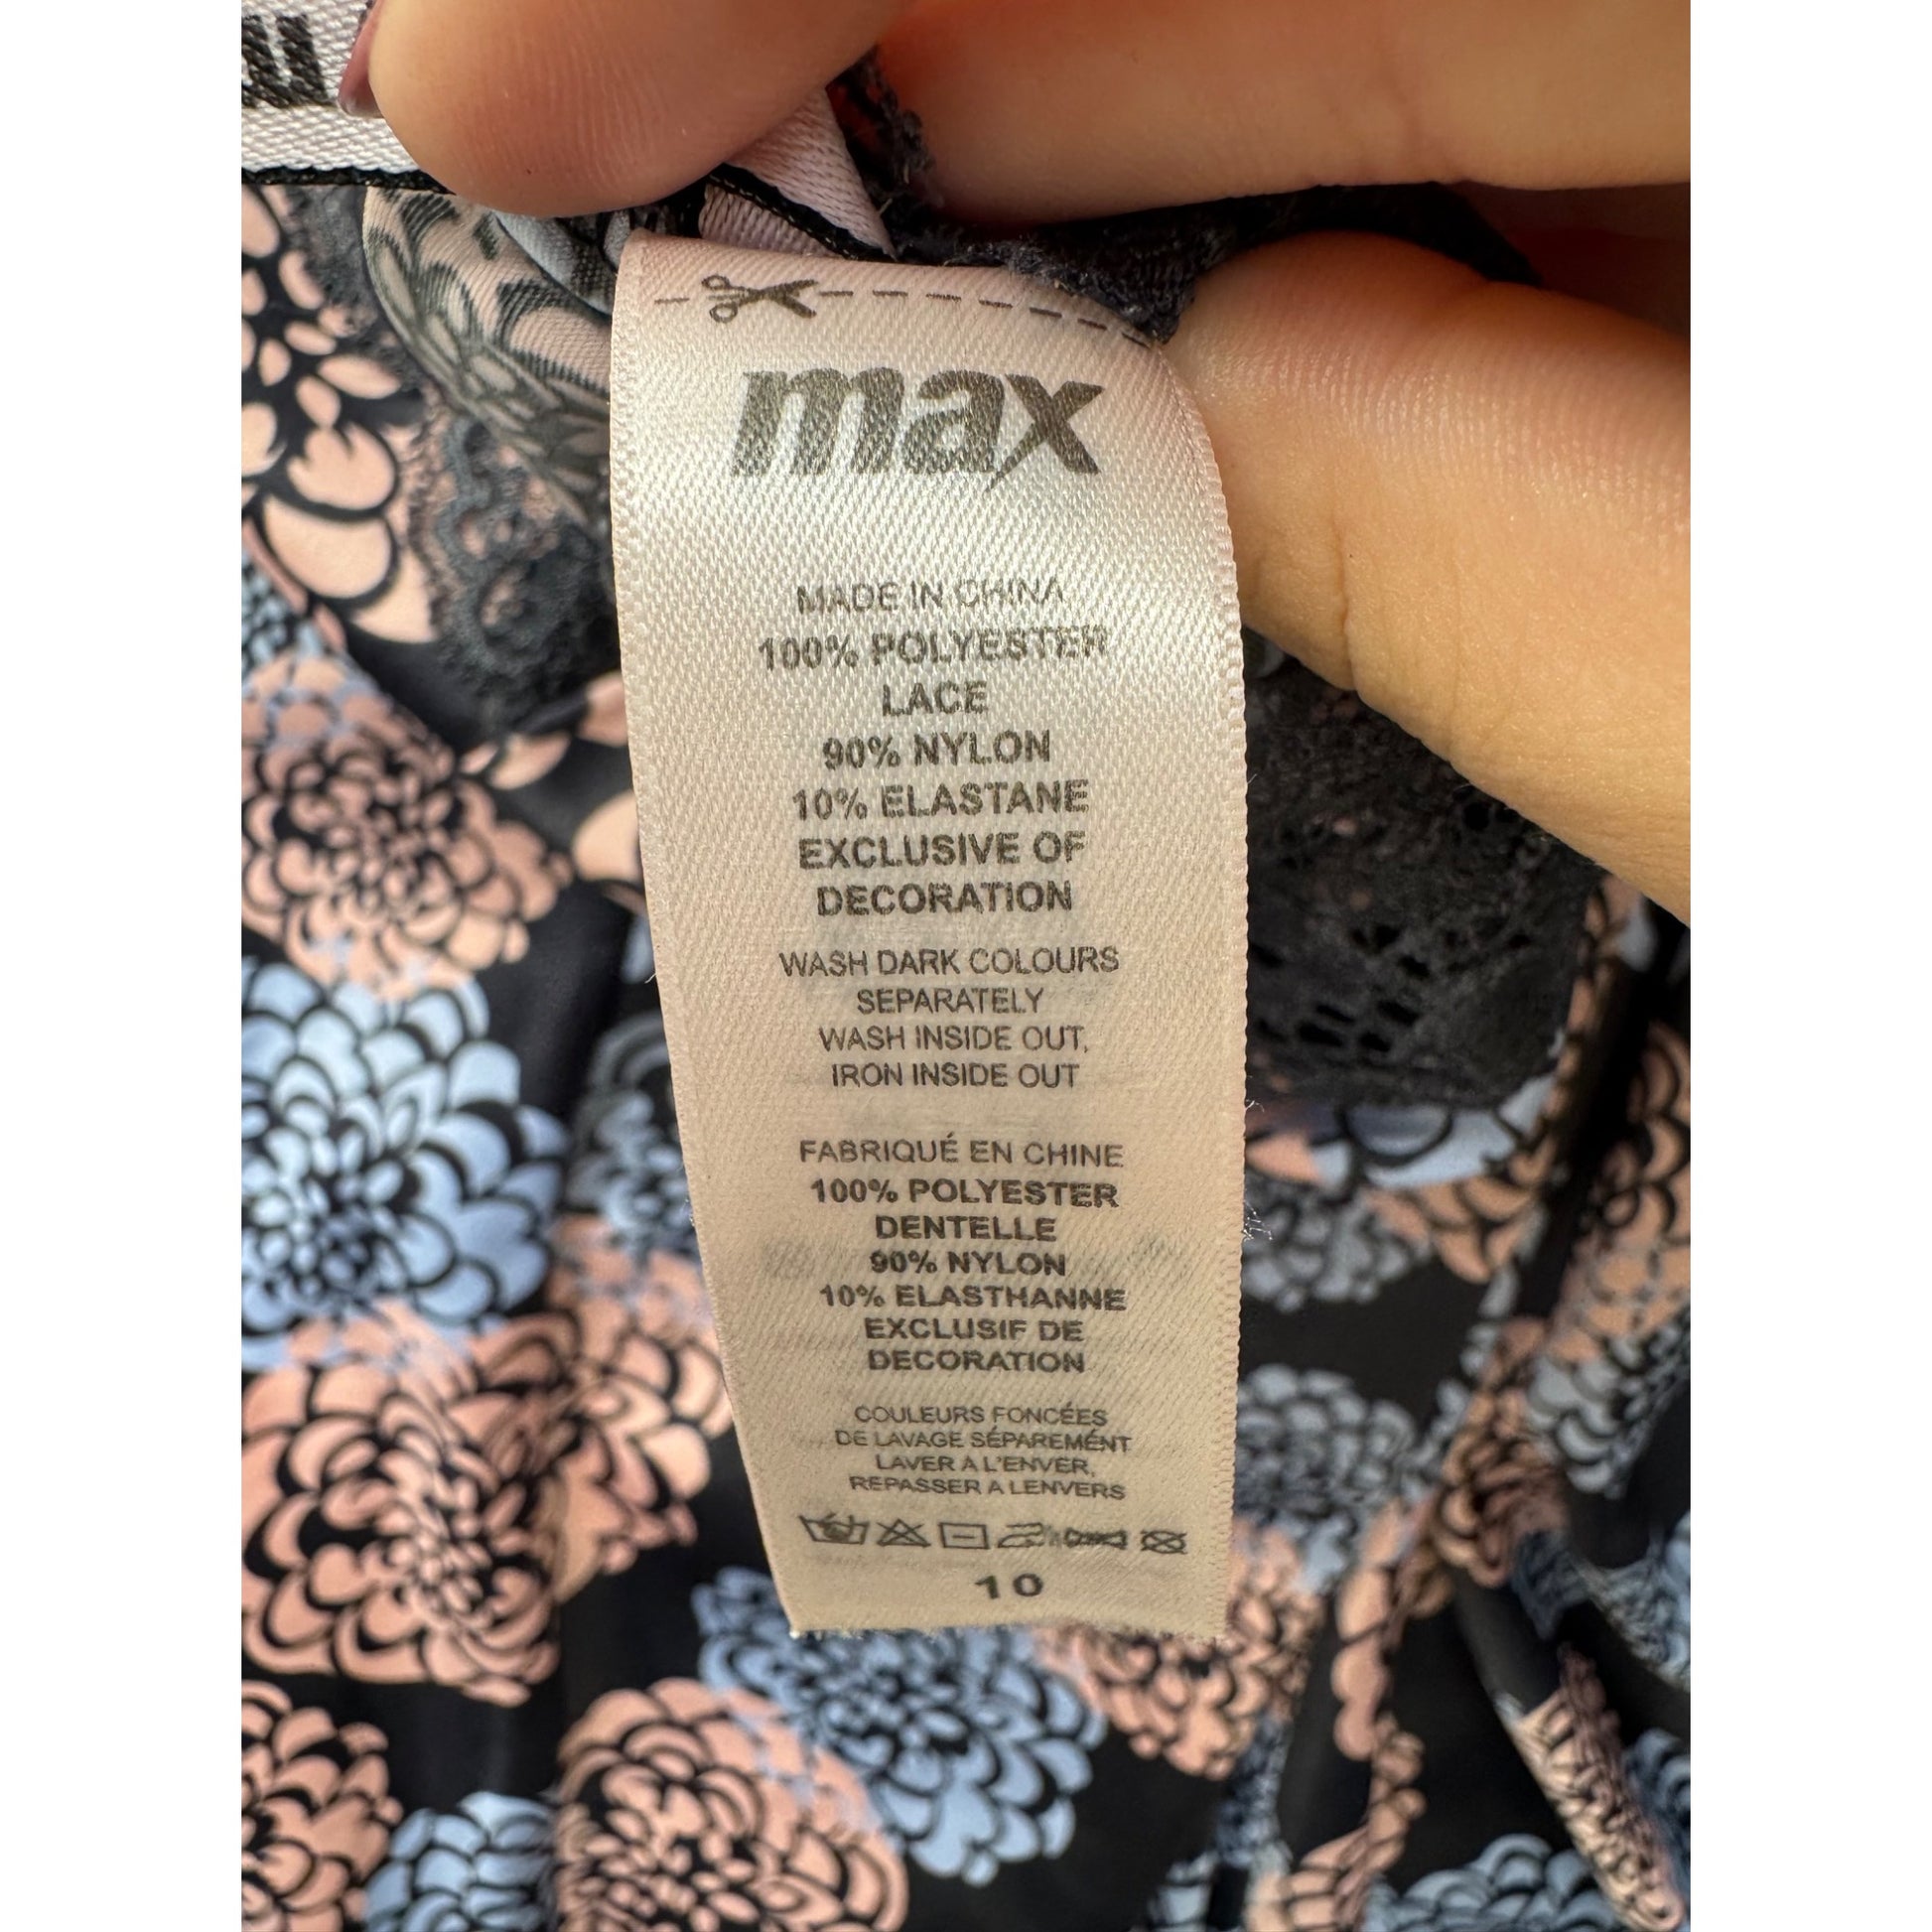 max
MADE IN CHINA
100% POLYESTER
LACE
90% NYLON
10% ELASTANE
EXCLUSIVE OF
DECORATION
WASH DARK COLOURS
SEPARATELY
WASH INSIDE OUT,
IRON INSIDE OUT
FABRIQUÉ EN CHINE
100% POLYESTER
DENTELLE
90% NYLON
10% ELASTHANNE
EXCLUSIF DE
DECORATION
COULEURS FONCÉES
DE LAVAGE SÉPAREMÉNT
LAVER A L'ENVER,
REPASSER A LENVERS
10